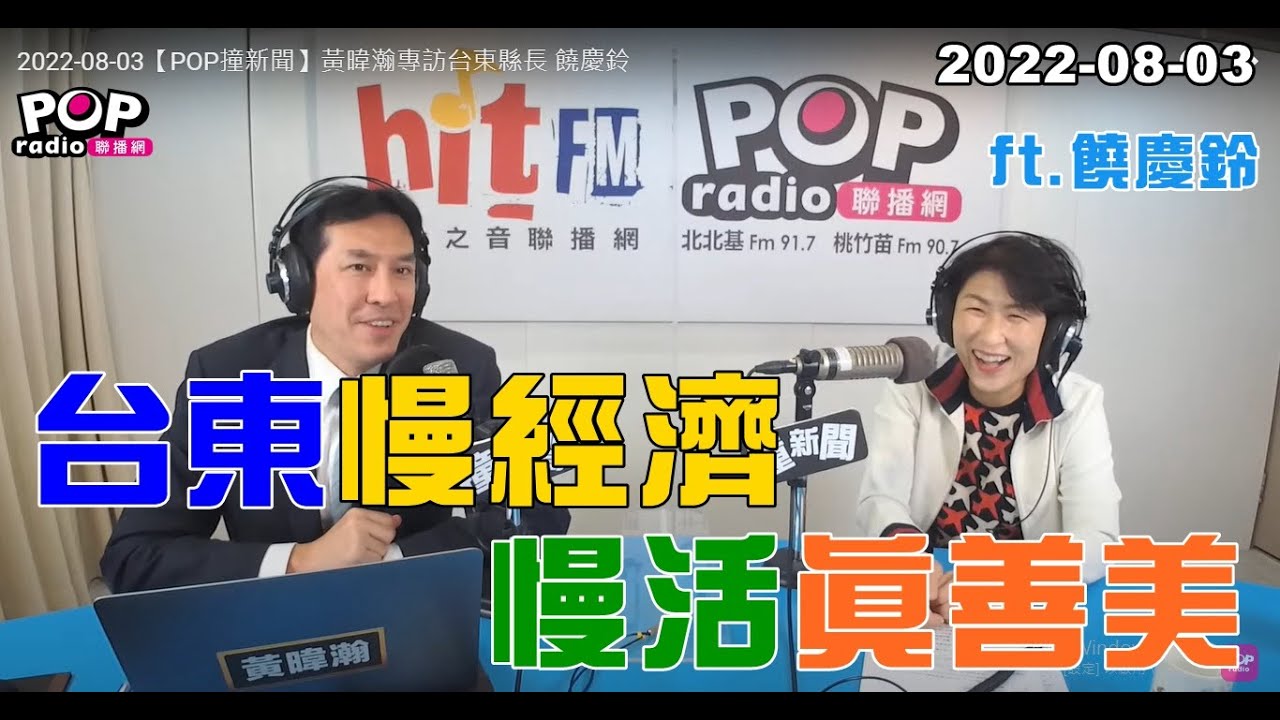 2022-08-03【POP撞新聞】黃暐瀚專訪台東縣長 饒慶鈴
2022-08-03
POP
radio 聯播網
hit FM
之音聯播網
POP
radio 聯播網
北北基 Fm 91.7 桃竹苗 Fm 90.7
ft.饒慶鈴
台東慢經濟
新聞
慢活真善美
黃暐瀚
POP
radio